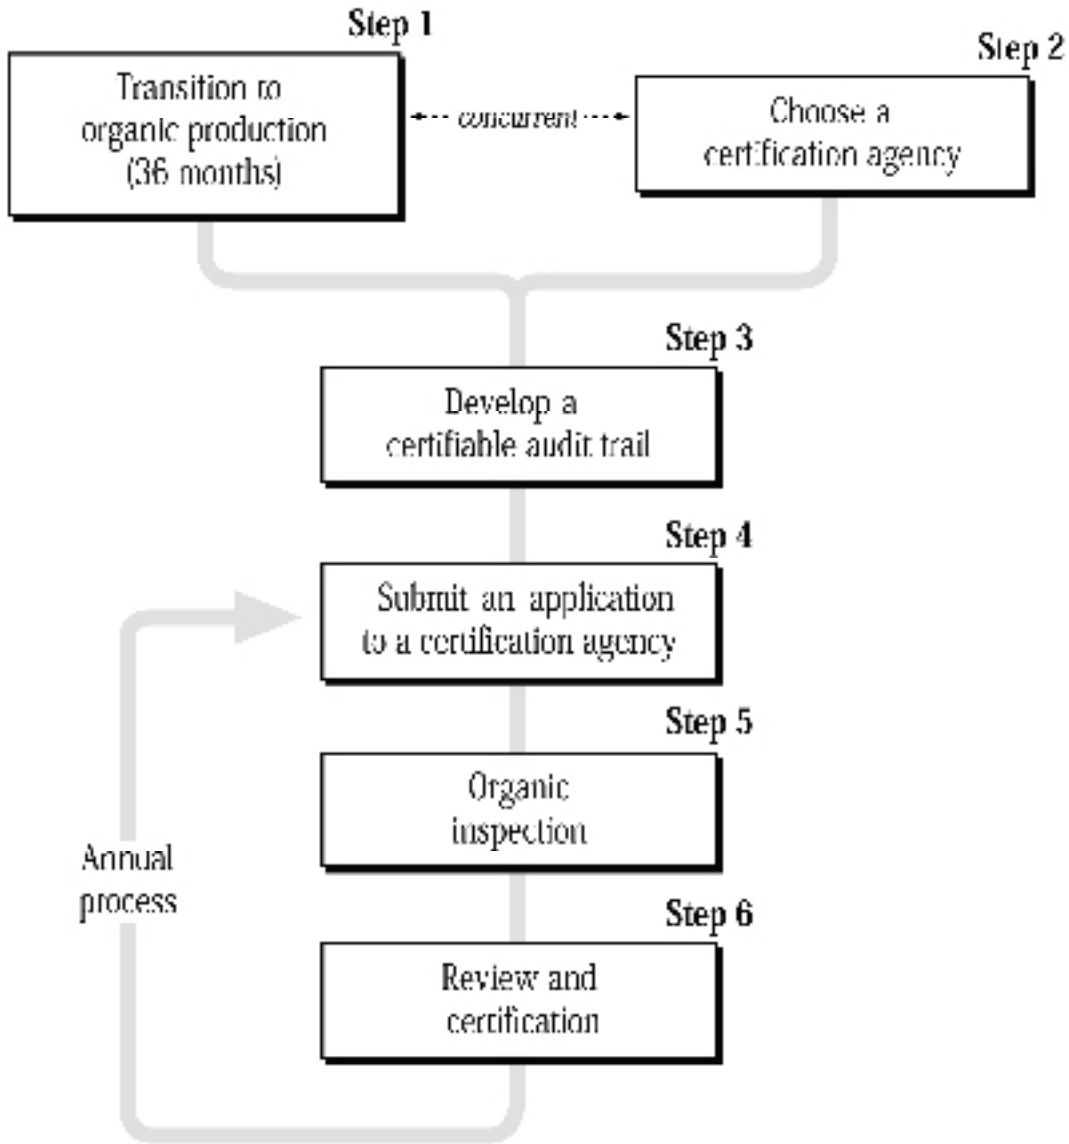 Step 1
Transition to
organic production
(36 months)
concurrent
Step 2
Choose a
certification agency
Step 3
Develop a
certifiable audit trail
Step 4
Submit an application
to a certification agency
Step 5
Organic
inspection
Annual
process
Step 6
Review and
certification